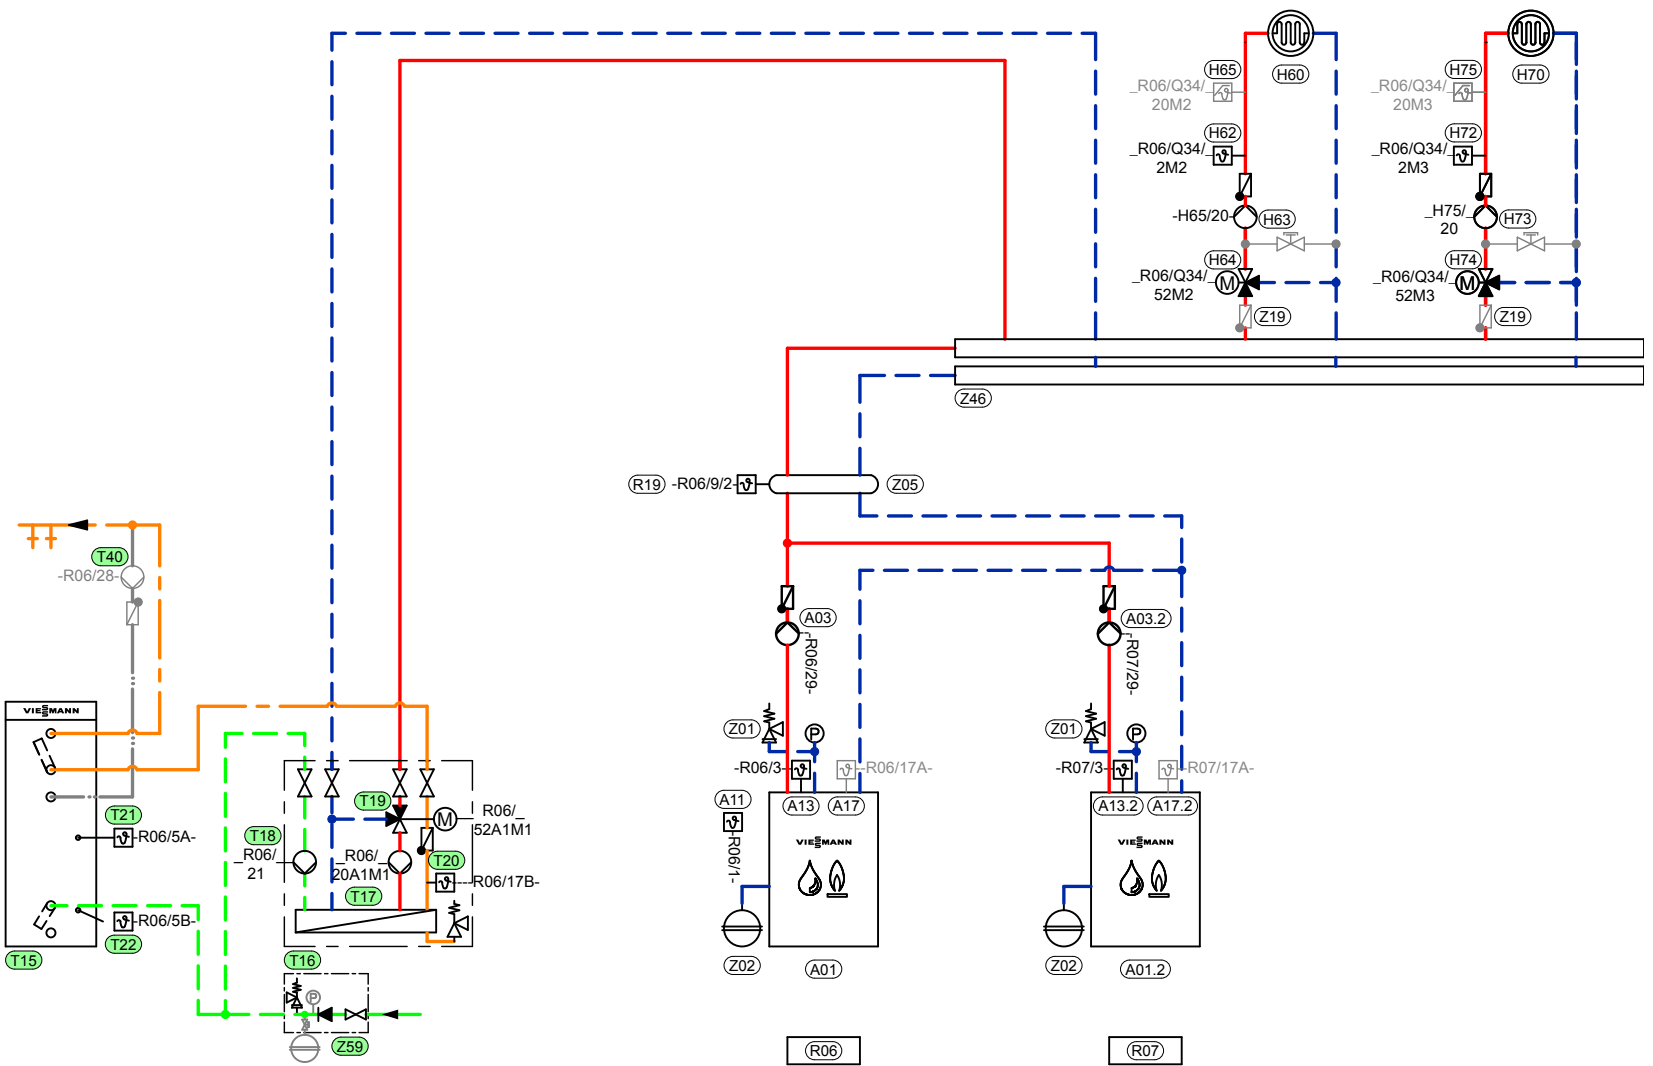 H65
_R06/Q34/_
20M2
H60
H75
_R06/Q34/_
20M3
H70
H62
_R06/Q34/_
2M2
H72
_R06/Q34/_
2M3
-H65/20-
H63
_H75/_
20
H73
H64
_R06/Q34/_
52M2
M
H74
_R06/Q34/_
52M3
M
Z19
Z19
Z46
R19
-R06/9/2-
Z05
T40
-R06/28-
A03
-R06/29-
A03.2
-R07/29-
VIESMANN
Z01
P
Z01
P
-R06/3-
-R06/17A-
-R07/3-
-R07/17A-
T21
-R06/5A-
T19
M
R06/_
52A1M1
A11
-R06/1-
A13
A17
A13.2
A17.2
T18
_R06/_
21
_R06/_
20A1M1
T20
-R06/17B-
T17
VIESMANN
VIESMANN
-R06/5B-
T22
T15
T16
Z02
A01
Z02
A01.2
P
Z59
R06
R07